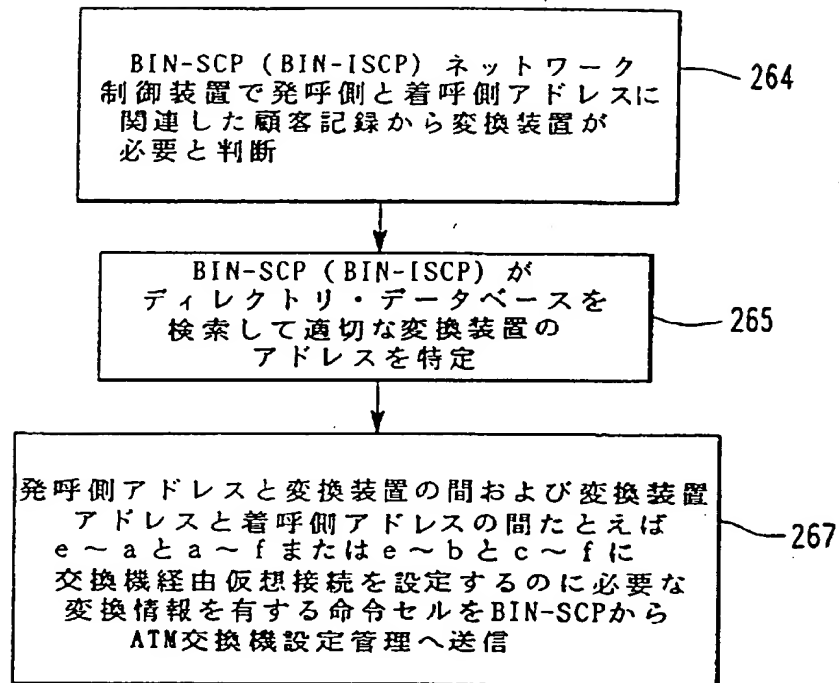 BIN-SCP (BIN-ISCP) ネットワーク
制御装置で発呼側と着呼側アドレスに
関連した顧客記録から変換装置が
必要と判断
264
BIN-SCP (BIN-ISCP) が
ディレクトリ・データベースを
検索して適切な変換装置の
アドレスを特定
265
発呼側アドレスと変換装置の間および変換装置
アドレスと着呼側アドレスの間たとえば
e~aとa~fまたはe~bとc~fに
交換機経由仮想接続を設定するのに必要な
変換情報を有する命令セルをBIN-SCPから
ATM交換機設定管理へ送信
267